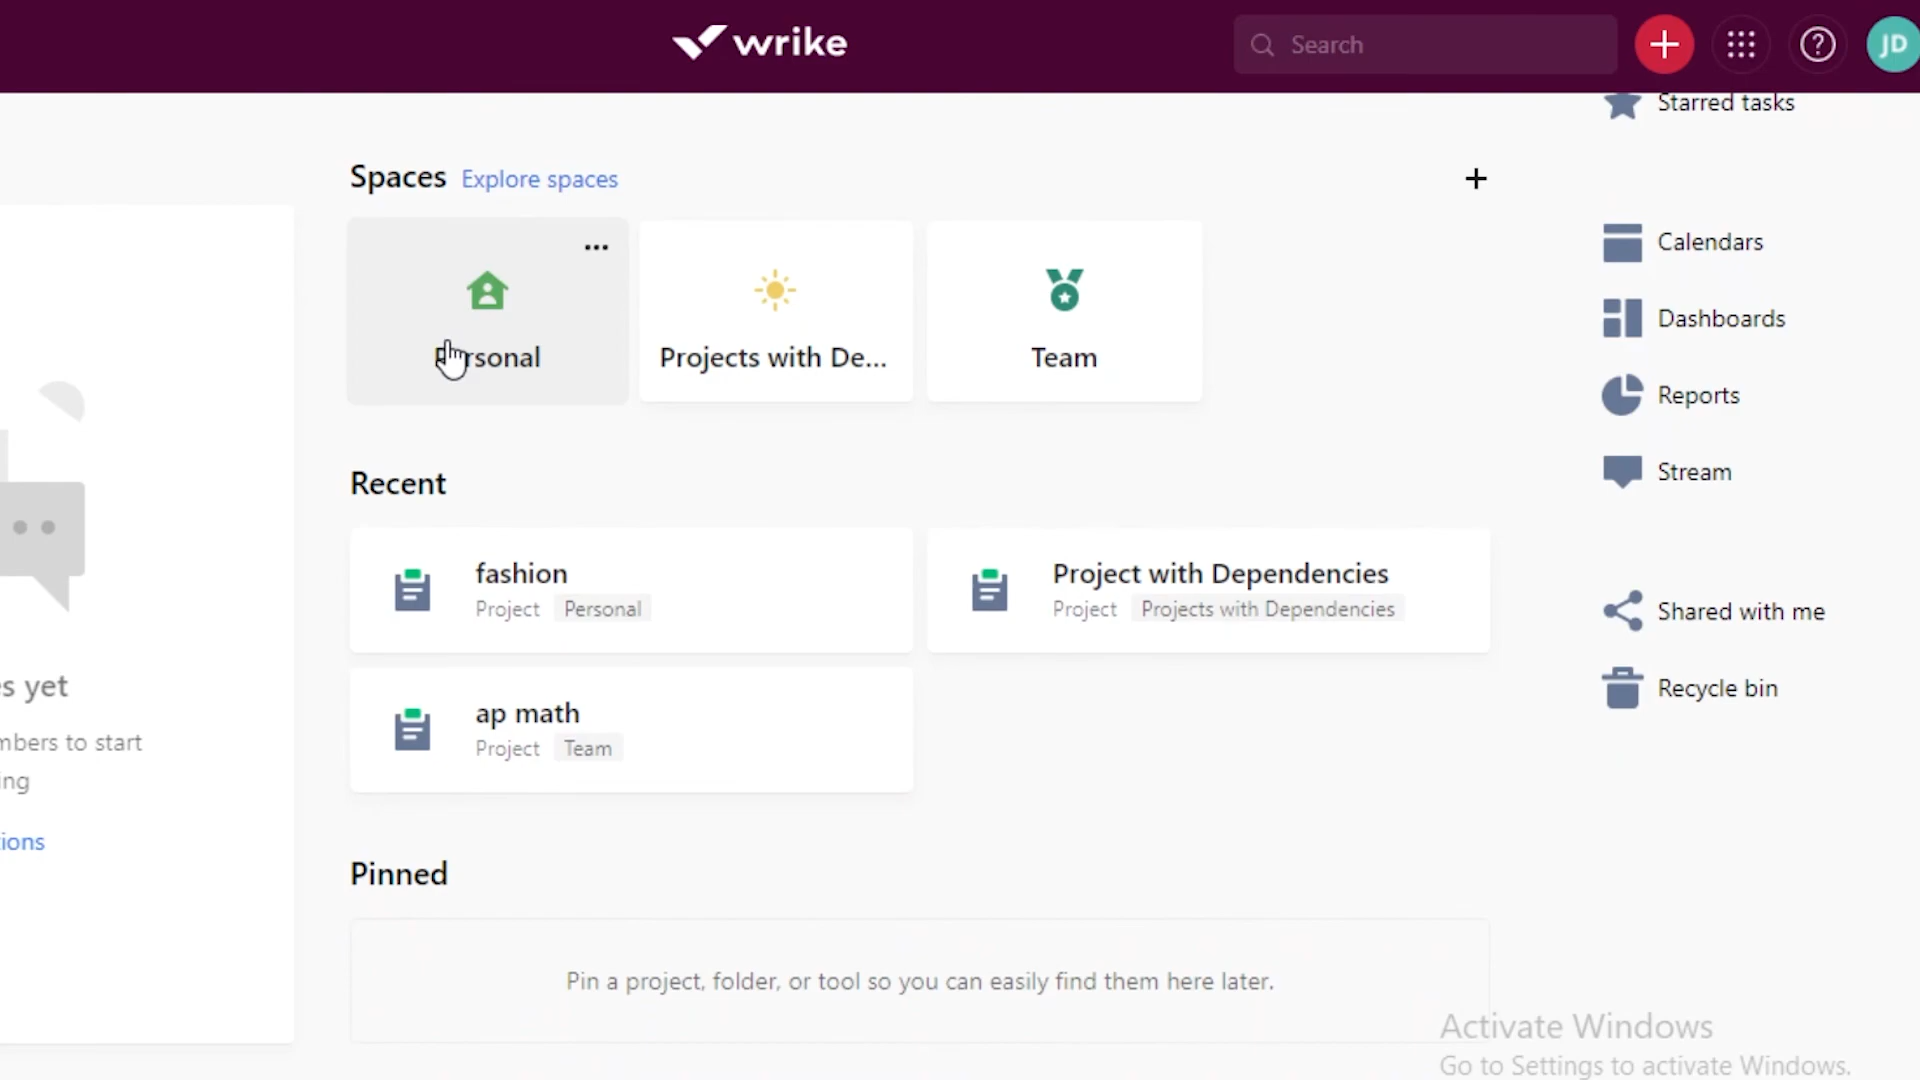 wrike
Search
JD
Starred tasks
Spaces
Explore spaces
Personal
Projects with De...
Team
Calendars
Dashboards
Reports
Stream
Shared with me
Recycle bin
Recent
fashion
Project Personal
Project with Dependencies
Project Projects with Dependencies
ap math
Project Team
Pinned
Pin a project, folder, or tool so you can easily find them here later.
yet
to start
Activate Windows
Go to Settings to activate Windows.